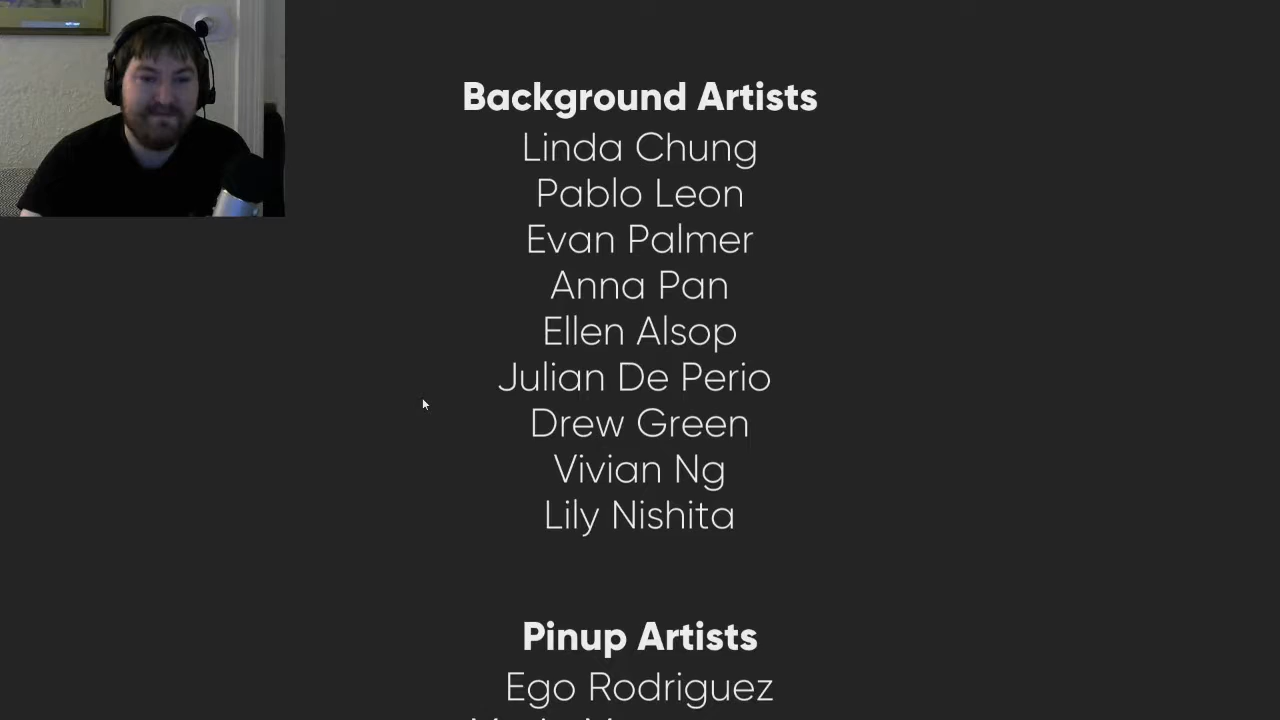 Background Artists
Linda Chung
Pablo Leon
Evan Palmer
Anna Pan
Ellen Alsop
Julian De Perio
Drew Green
Vivian Ng
Lily Nishita
Pinup Artists
Ego Rodriguez